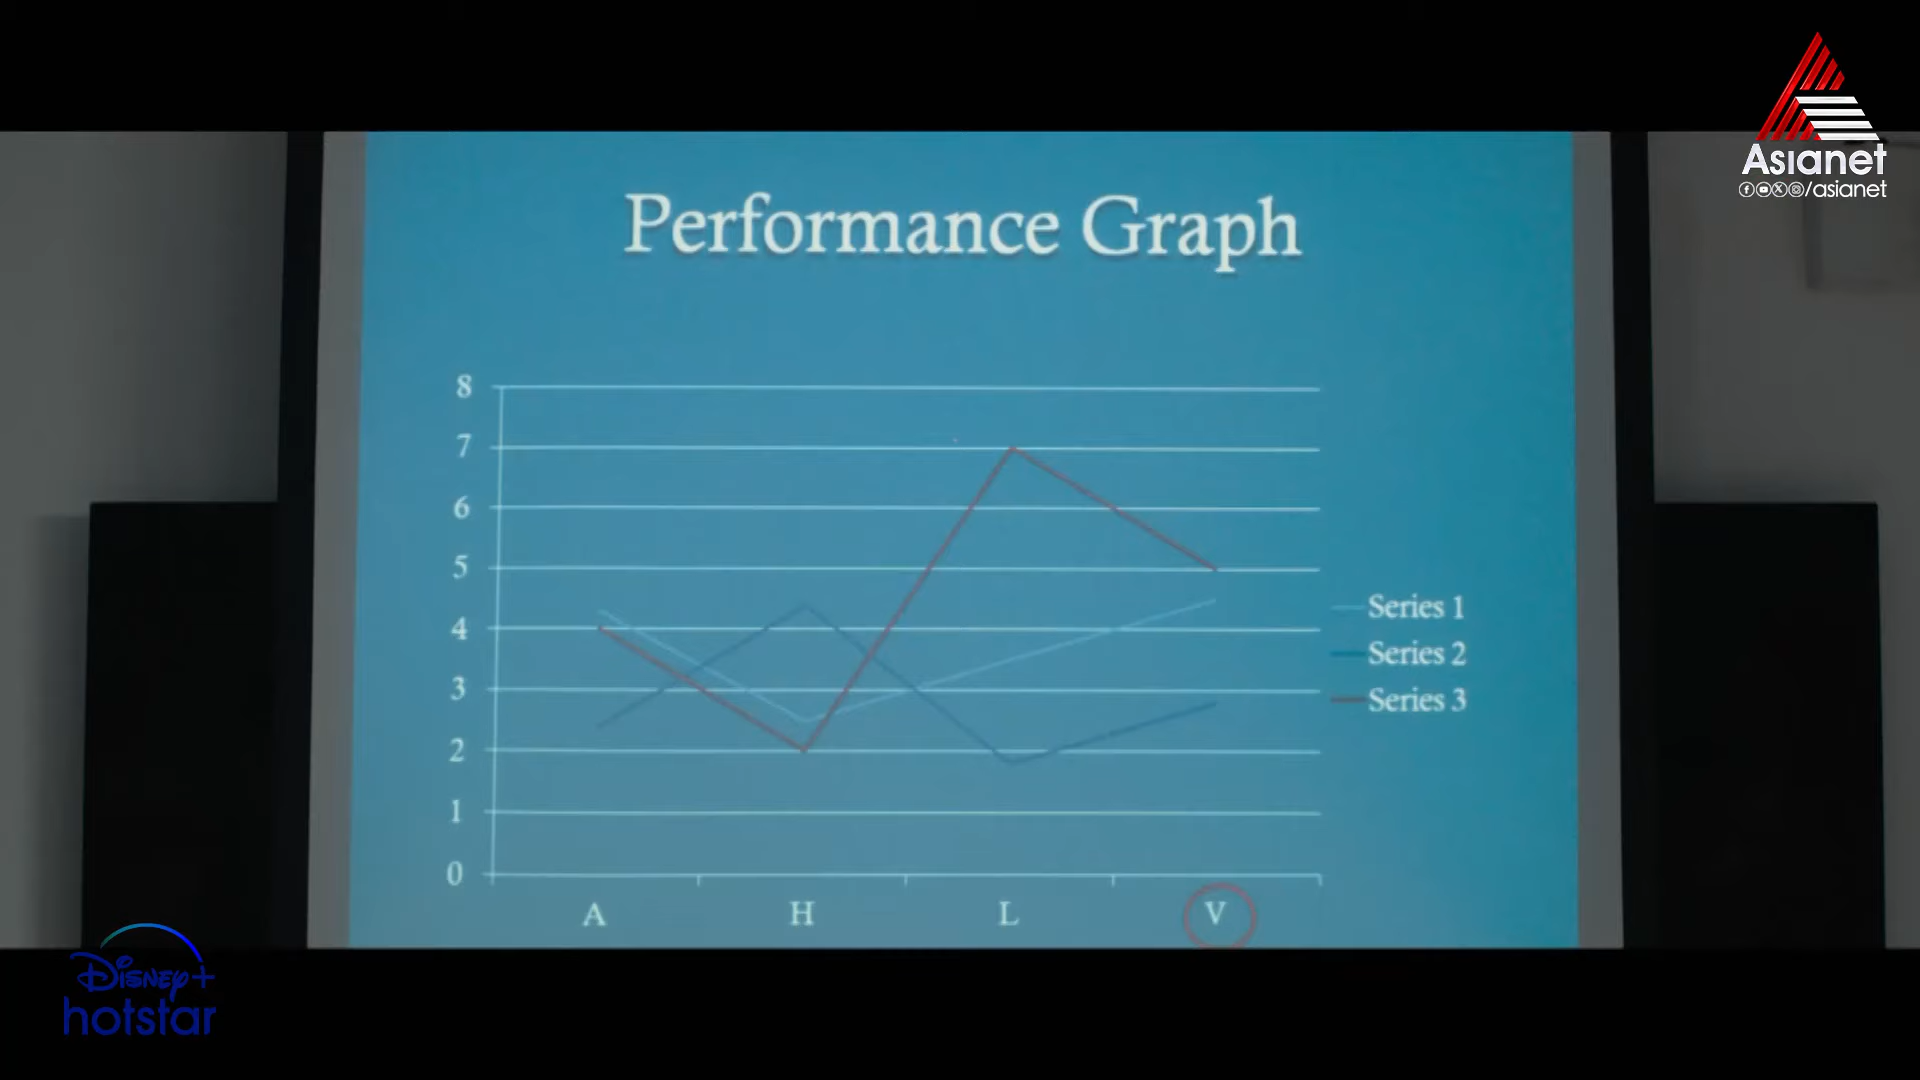 Asianet
/asianet
Performance Graph
8
7
6
5
4
3
2
1
0
A H L V
Series 1
Series 2
Series 3
Disney+
hotstar